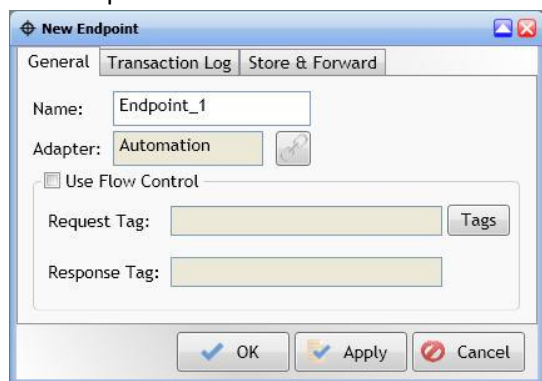 New Endpoint
General Transaction Log Store & Forward
Name: Endpoint_1
Adapter: Automation
Use Flow Control
Request Tag: Tags
Response Tag:
OK Apply Cancel